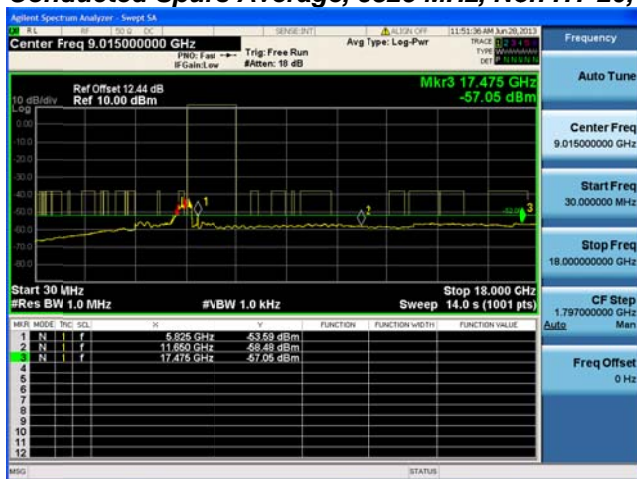 Agilent Spectrum Analyzer - Swept SA
RL RF 50 Ω DC SENSE:INT ALIGN OFF 11:51:36 AM Jun 20, 2013
Center Freq 9.015000000 GHz
PNO: Fast Trig: Free Run
IFGain:Low #Atten: 18 dB
Avg Type: Log-Pwr
TRACE 1 2 3 4 5 6
TYPE
DET P N N N N N
Ref Offset 12.44 dB
Ref 10.00 dBm
10 dB/div
Log
Mkr3 17.475 GHz
-57.05 dBm
0.00
-10.0
-20.0
-30.0
-40.0
-50.0
-60.0
-70.0
-80.0
1
2
3
Start 30 MHz
Stop 18.000 GHz
#Res BW 1.0 MHz #VBW 1.0 kHz Sweep 14.0 s (1001 pts)
MKR MODE TRC SCL X Y FUNCTION FUNCTION WIDTH FUNCTION VALUE
1 N 1 f 5.825 GHz -53.59 dBm
2 N 1 f 11.650 GHz -58.48 dBm
3 N 1 f 17.475 GHz -57.05 dBm
4
5
6
7
8
9
10
11
12
MSG STATUS
Frequency
Auto Tune
Center Freq
9.015000000 GHz
Start Freq
30.000000 MHz
Stop Freq
18.000000000 GHz
CF Step
1.797000000 GHz
Auto Man
Freq Offset
0 Hz